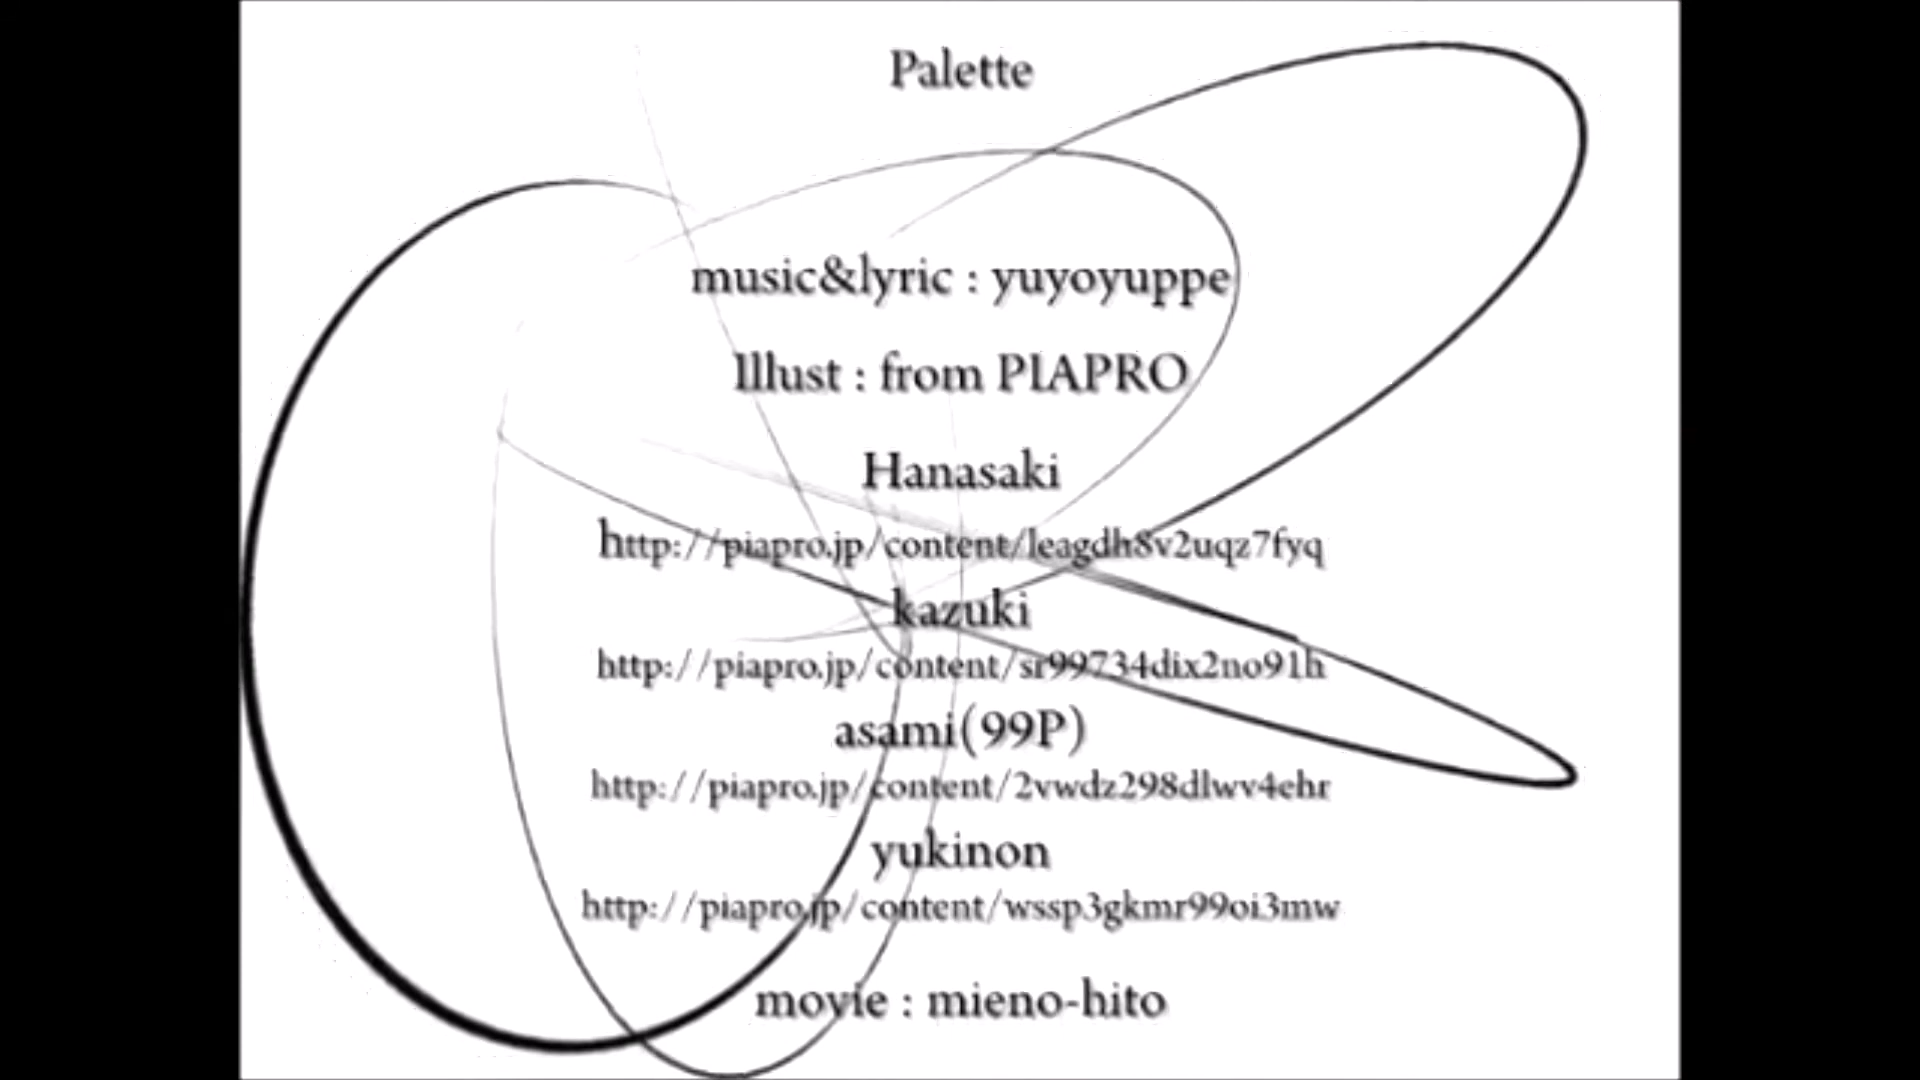 Palette
music&lyric : yuyoyuppe
Illust : from PIAPRO
Hanasaki
http://piapro.jp/content/leagdh8v2uqz7fyq
kazuki
http://piapro.jp/content/sr99734dix2no91h
asami(99P)
http://piapro.jp/content/2vwdz298dlwv4ehr
yukinon
http://piapro.jp/content/wssp3gkmr99oi3mw
movie : mieno-hito